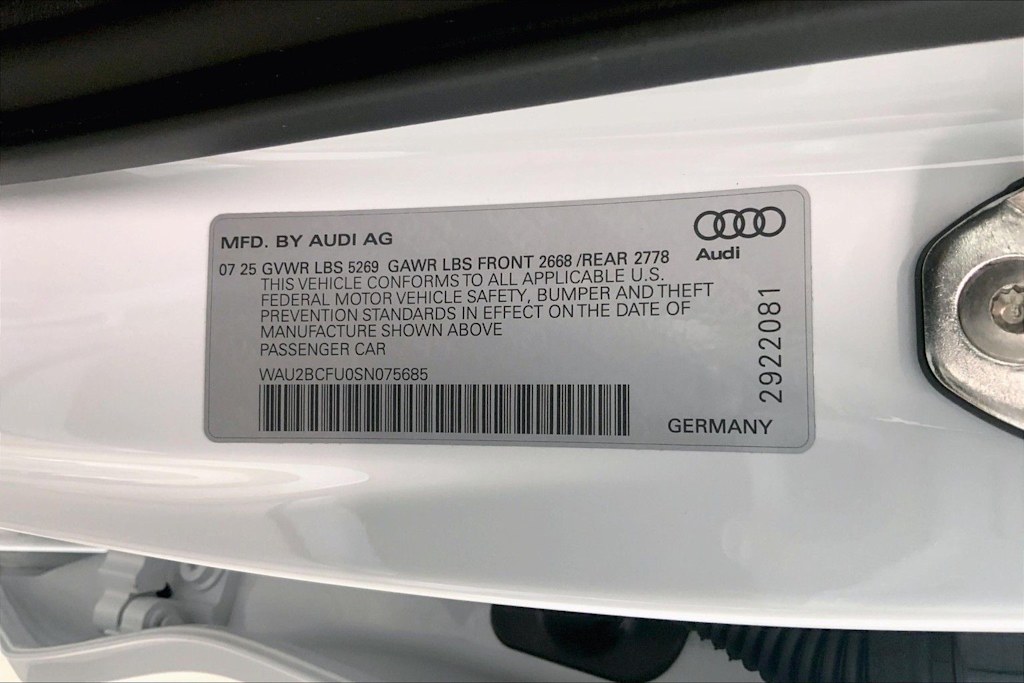 MFD. BY AUDI AG
Audi
07 25 GVWR LBS 5269 GAWR LBS FRONT 2668 /REAR 2778
THIS VEHICLE CONFORMS TO ALL APPLICABLE U.S.
FEDERAL MOTOR VEHICLE SAFETY, BUMPER AND THEFT
PREVENTION STANDARDS IN EFFECT ON THE DATE OF
MANUFACTURE SHOWN ABOVE
PASSENGER CAR
WAU2BCFU0SN075685
2922081
GERMANY